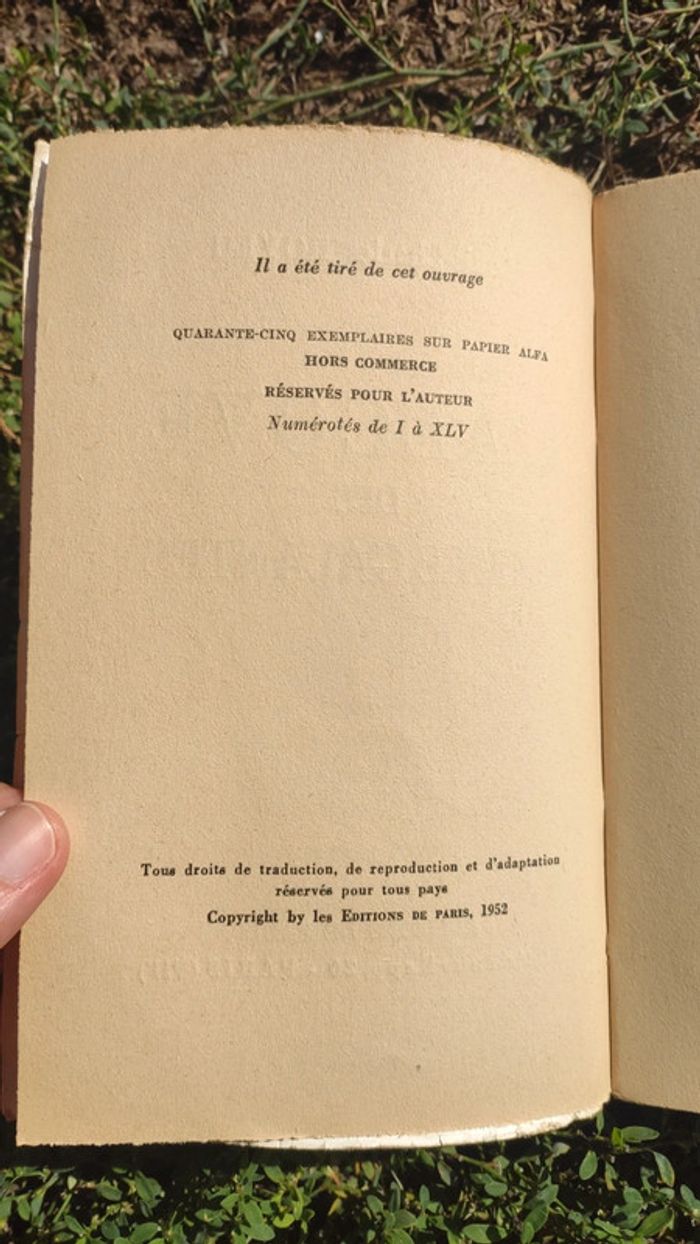 Il a été tiré de cet ouvrage
QUARANTE-CINQ EXEMPLAIRES SUR PAPIER ALFA
HORS COMMERCE
RÉSERVÉS POUR L'AUTEUR
Numérotés de I à XLV
Tous droits de traduction, de reproduction et d'adaptation
réservés pour tous pays
Copyright by les EDITIONS DE PARIS, 1952